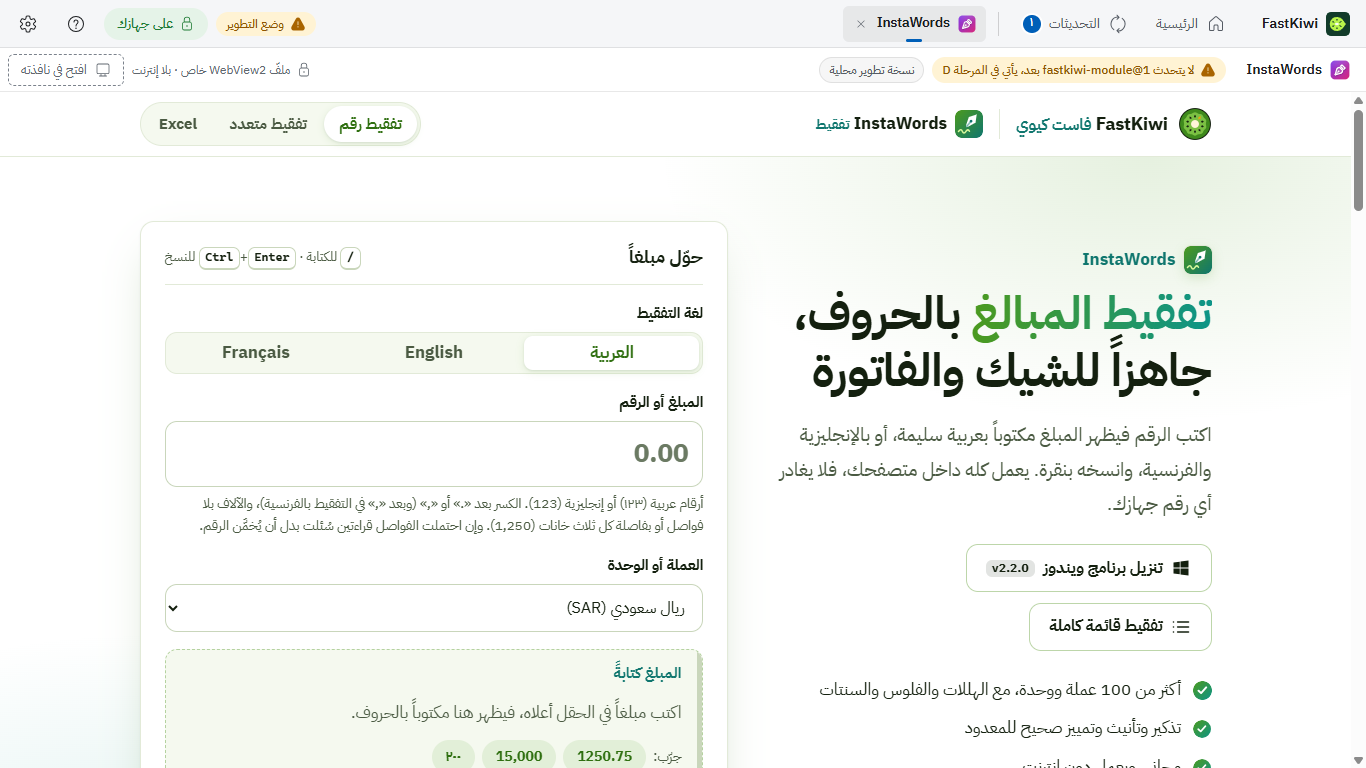 FastKiwi
الرئيسية
التحديثات ١
InstaWords ×
وضع التطوير
على جهازك
InstaWords
لا يتحدث fastkiwi-module@1 بعد، يأتي في المرحلة D
نسخة تطوير محلية
ملفّ WebView2 خاص · بلا إنترنت
افتح في نافذته
FastKiwi فاست كيوي
InstaWords تفقيط
تفقيط رقم
تفقيط متعدد
Excel
InstaWords
تفقيط المبالغ بالحروف،
جاهزاً للشيك والفاتورة
اكتب الرقم فيظهر المبلغ مكتوباً بعربية سليمة، أو بالإنجليزية
والفرنسية، وانسخه بنقرة. يعمل كله داخل متصفحك، فلا يغادر
أي رقم جهازك.
تنزيل برنامج ويندوز v2.2.0
تفقيط قائمة كاملة
أكثر من 100 عملة ووحدة، مع الهللات والفلوس والسنتات
تذكير وتأنيث وتمييز صحيح للمعدود
حوّل مبلغاً
/ للكتابة · Ctrl+Enter للنسخ
لغة التفقيط
العربية
English
Français
المبلغ أو الرقم
0.00
أرقام عربية (١٢٣) أو إنجليزية (123). الكسر بعد «.» أو «,» (وبعد «,» في التفقيط بالفرنسية)، والآلاف بلا
فواصل أو بفاصلة كل ثلاث خانات (1,250). وإن احتملت الفواصل قراءتين سُئلت بدل أن يُخمَّن الرقم.
العملة أو الوحدة
ريال سعودي (SAR)
المبلغ كتابةً
اكتب مبلغاً في الحقل أعلاه، فيظهر هنا مكتوباً بالحروف.
جرّب: 1250.75 15,000 ٢٠٠